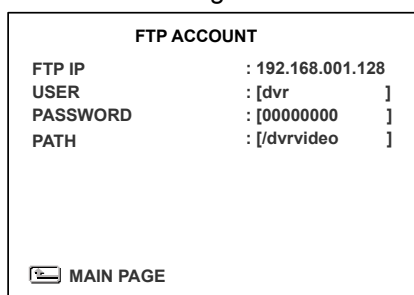 FTP ACCOUNT
FTP IP : 192.168.001.128
USER : [dvr ]
PASSWORD : [00000000 ]
PATH : [/dvrvideo ]
MAIN PAGE